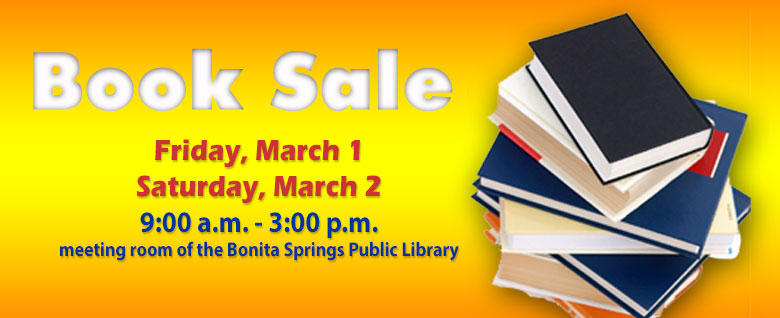 Book Sale
Friday, March 1
Saturday, March 2
9:00 a.m. - 3:00 p.m.
meeting room of the Bonita Springs Public Library